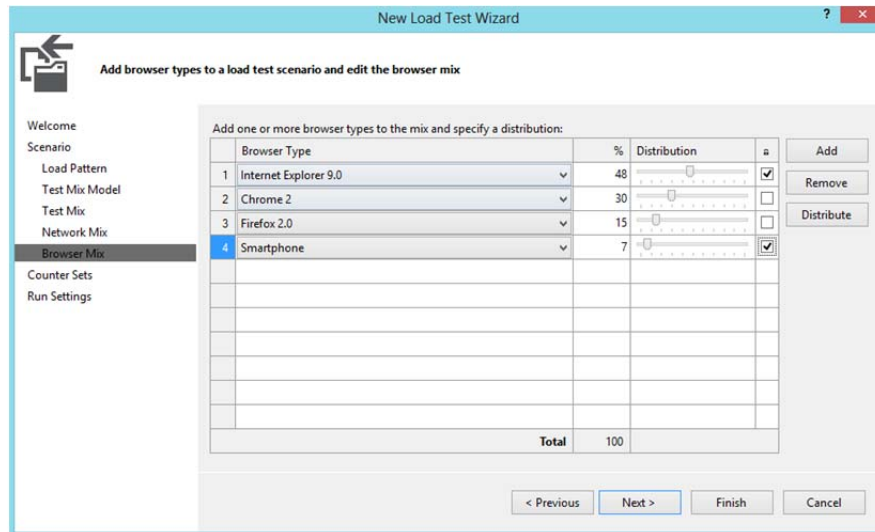 New Load Test Wizard
?
Add browser types to a load test scenario and edit the browser mix
Welcome
Scenario
Load Pattern
Test Mix Model
Test Mix
Network Mix
Browser Mix
Counter Sets
Run Settings
Add one or more browser types to the mix and specify a distribution:
Browser Type % Distribution
1 Internet Explorer 9.0 48
2 Chrome 2 30
3 Firefox 2.0 15
4 Smartphone 7
Total 100
Add
Remove
Distribute
< Previous Next > Finish Cancel